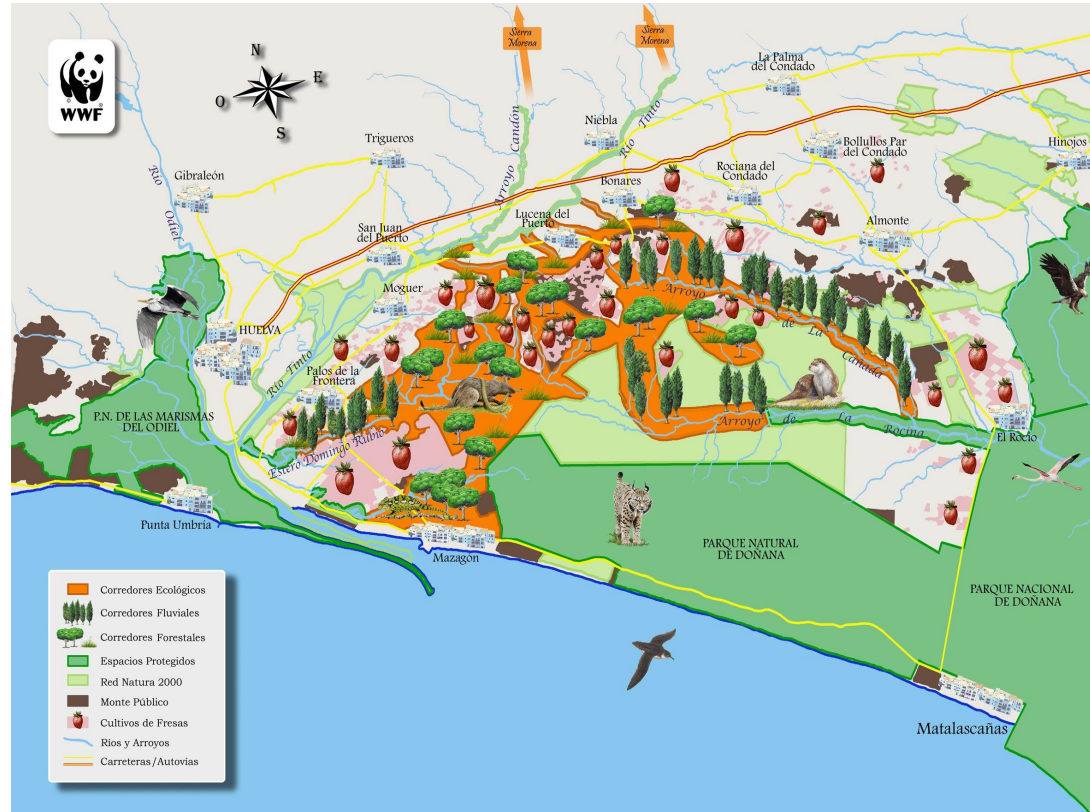 Sierra
Morena
Sierra
Morena
WWF
N
E
O
S
La Palma
del Condado
Niebla
Río Tinto
Arroyo Candón
Trigueros
Gibraleón
Río Odiel
Bollullos Par
del Condado
Hinojos
Rociana del
Condado
Bonares
Lucena del
Puerto
San Juan
del Puerto
Almonte
Moguer
Arroyo de La Cañada
HUELVA
Río Tinto
Palos de la
Frontera
P.N. DE LAS MARISMAS
DEL ODIEL
Arroyo de La Rocina
El Rocío
Estero Domingo Rubio
Punta Umbría
Mazagón
PARQUE NATURAL
DE DOÑANA
PARQUE NACIONAL
DE DOÑANA
Matalascañas
Corredores Ecológicos
Corredores Fluviales
Corredores Forestales
Espacios Protegidos
Red Natura 2000
Monte Público
Cultivos de Fresas
Ríos y Arroyos
Carreteras/Autovías